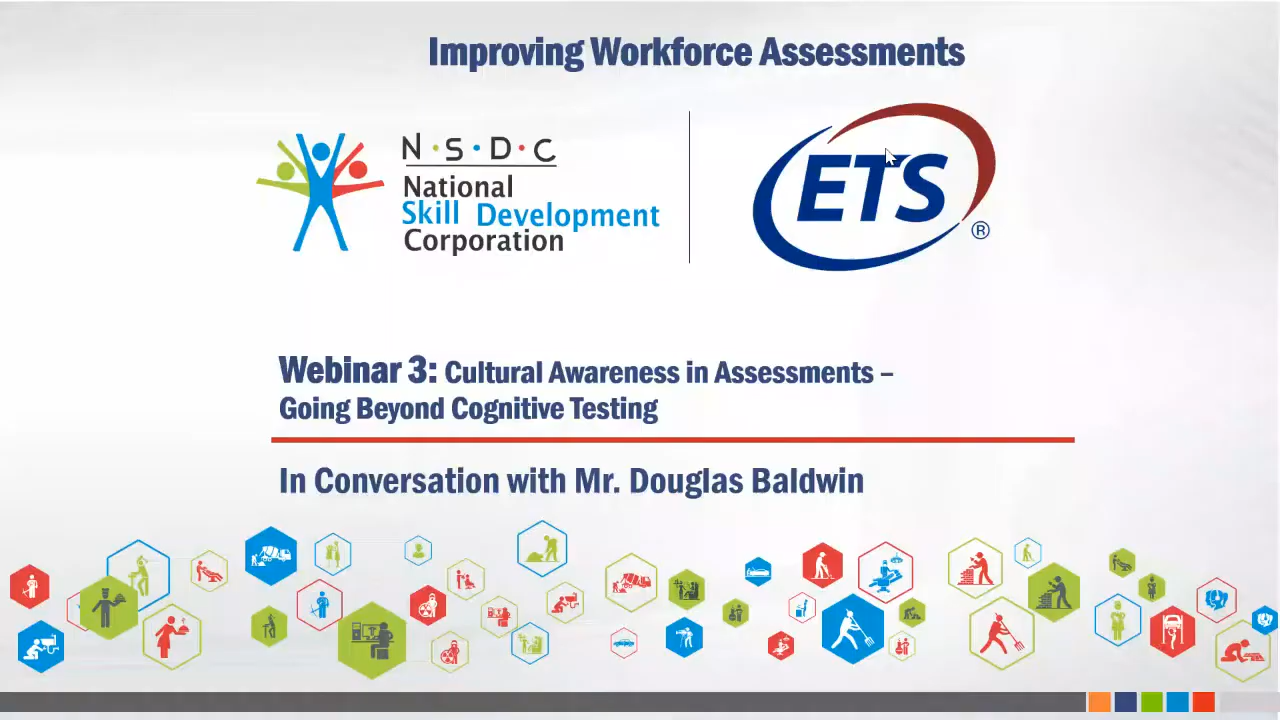 Improving Workforce Assessments
N·S·D·C
National
Skill Development
Corporation
ETS
®
Webinar 3: Cultural Awareness in Assessments –
Going Beyond Cognitive Testing
In Conversation with Mr. Douglas Baldwin